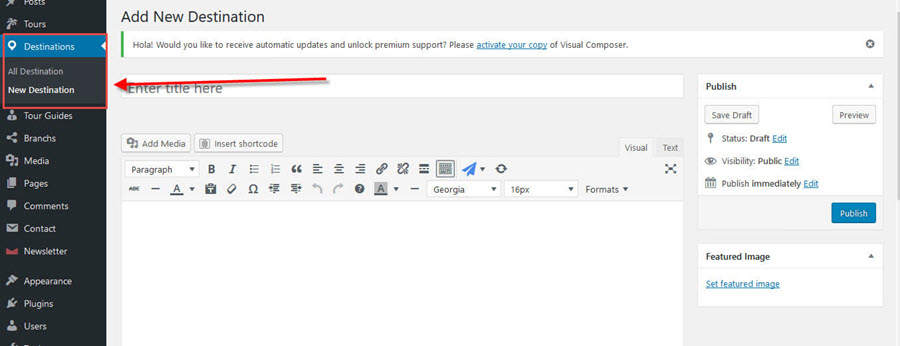 Posts
Tours
Destinations
All Destination
New Destination
Tour Guides
Branchs
Media
Pages
Comments
Contact
Newsletter
Appearance
Plugins
Users
Add New Destination
Hola! Would you like to receive automatic updates and unlock premium support? Please activate your copy of Visual Composer.
Enter title here
Add Media
Insert shortcode
Visual
Text
Paragraph
B
I
ABC
A
Ω
A
Georgia
16px
Formats
Publish
Save Draft
Preview
Status: Draft Edit
Visibility: Public Edit
Publish immediately Edit
Publish
Featured Image
Set featured image